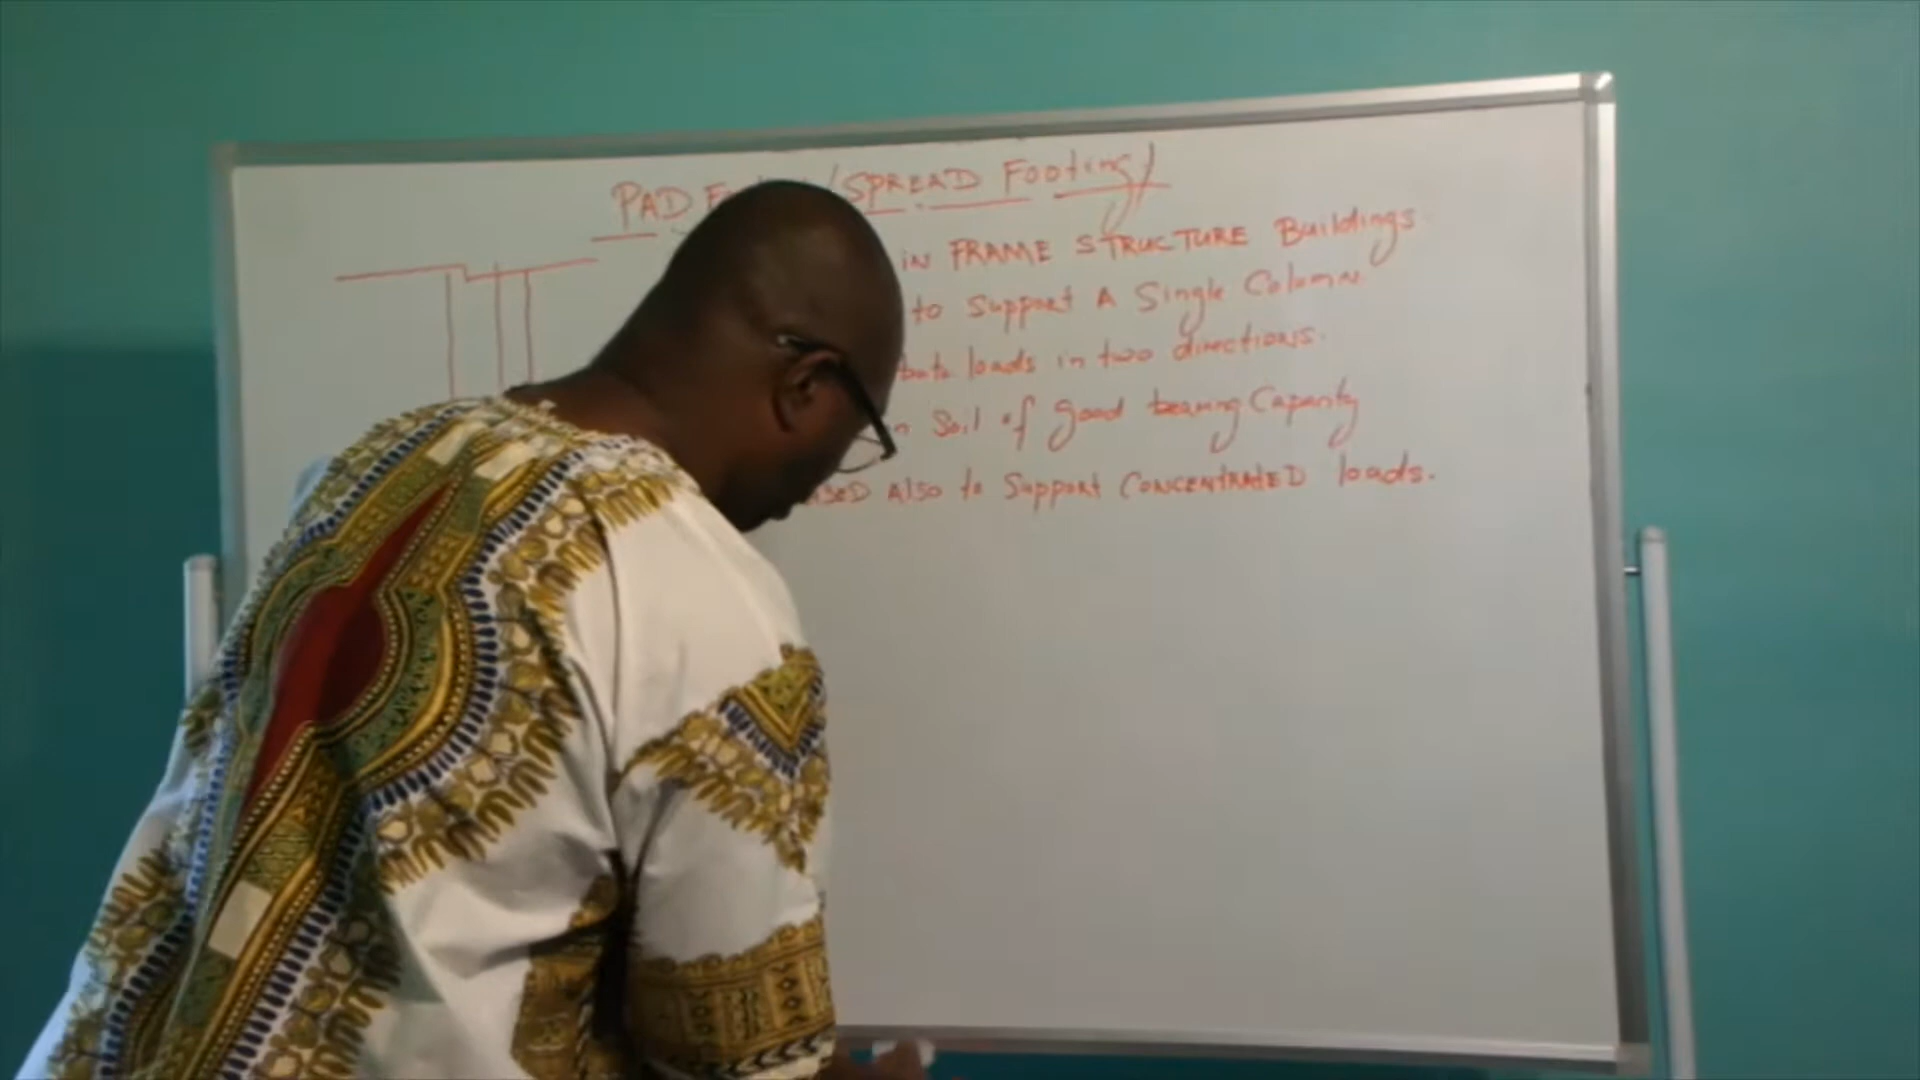 PAD (SPREAD Footing)
in FRAME STRUCTURE Buildings
to Support A Single Column
loads in two directions.
Soil of good bearing Capacity
USED Also to Support CONCENTRATED loads.